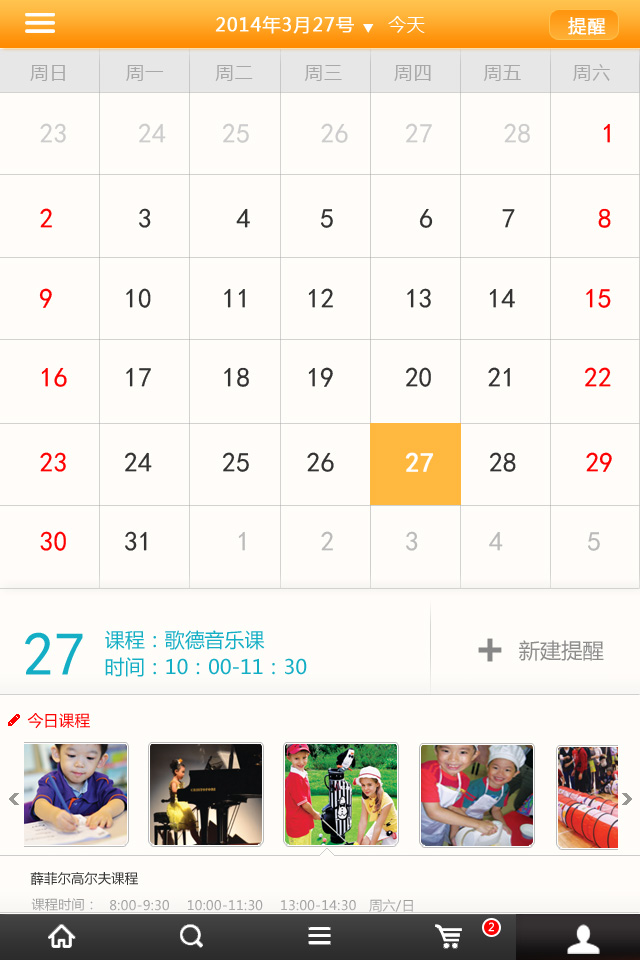 2014年3月27号 今天 提醒
周日 周一 周二 周三 周四 周五 周六
23 24 25 26 27 28 1
2 3 4 5 6 7 8
9 10 11 12 13 14 15
16 17 18 19 20 21 22
23 24 25 26 27 28 29
30 31 1 2 3 4 5
27 课程：歌德音乐课
时间：10：00-11：30
新建提醒
今日课程
薛菲尔高尔夫课程
课程时间： 8:00-9:30 10:00-11:30 13:00-14:30 周六/日
2